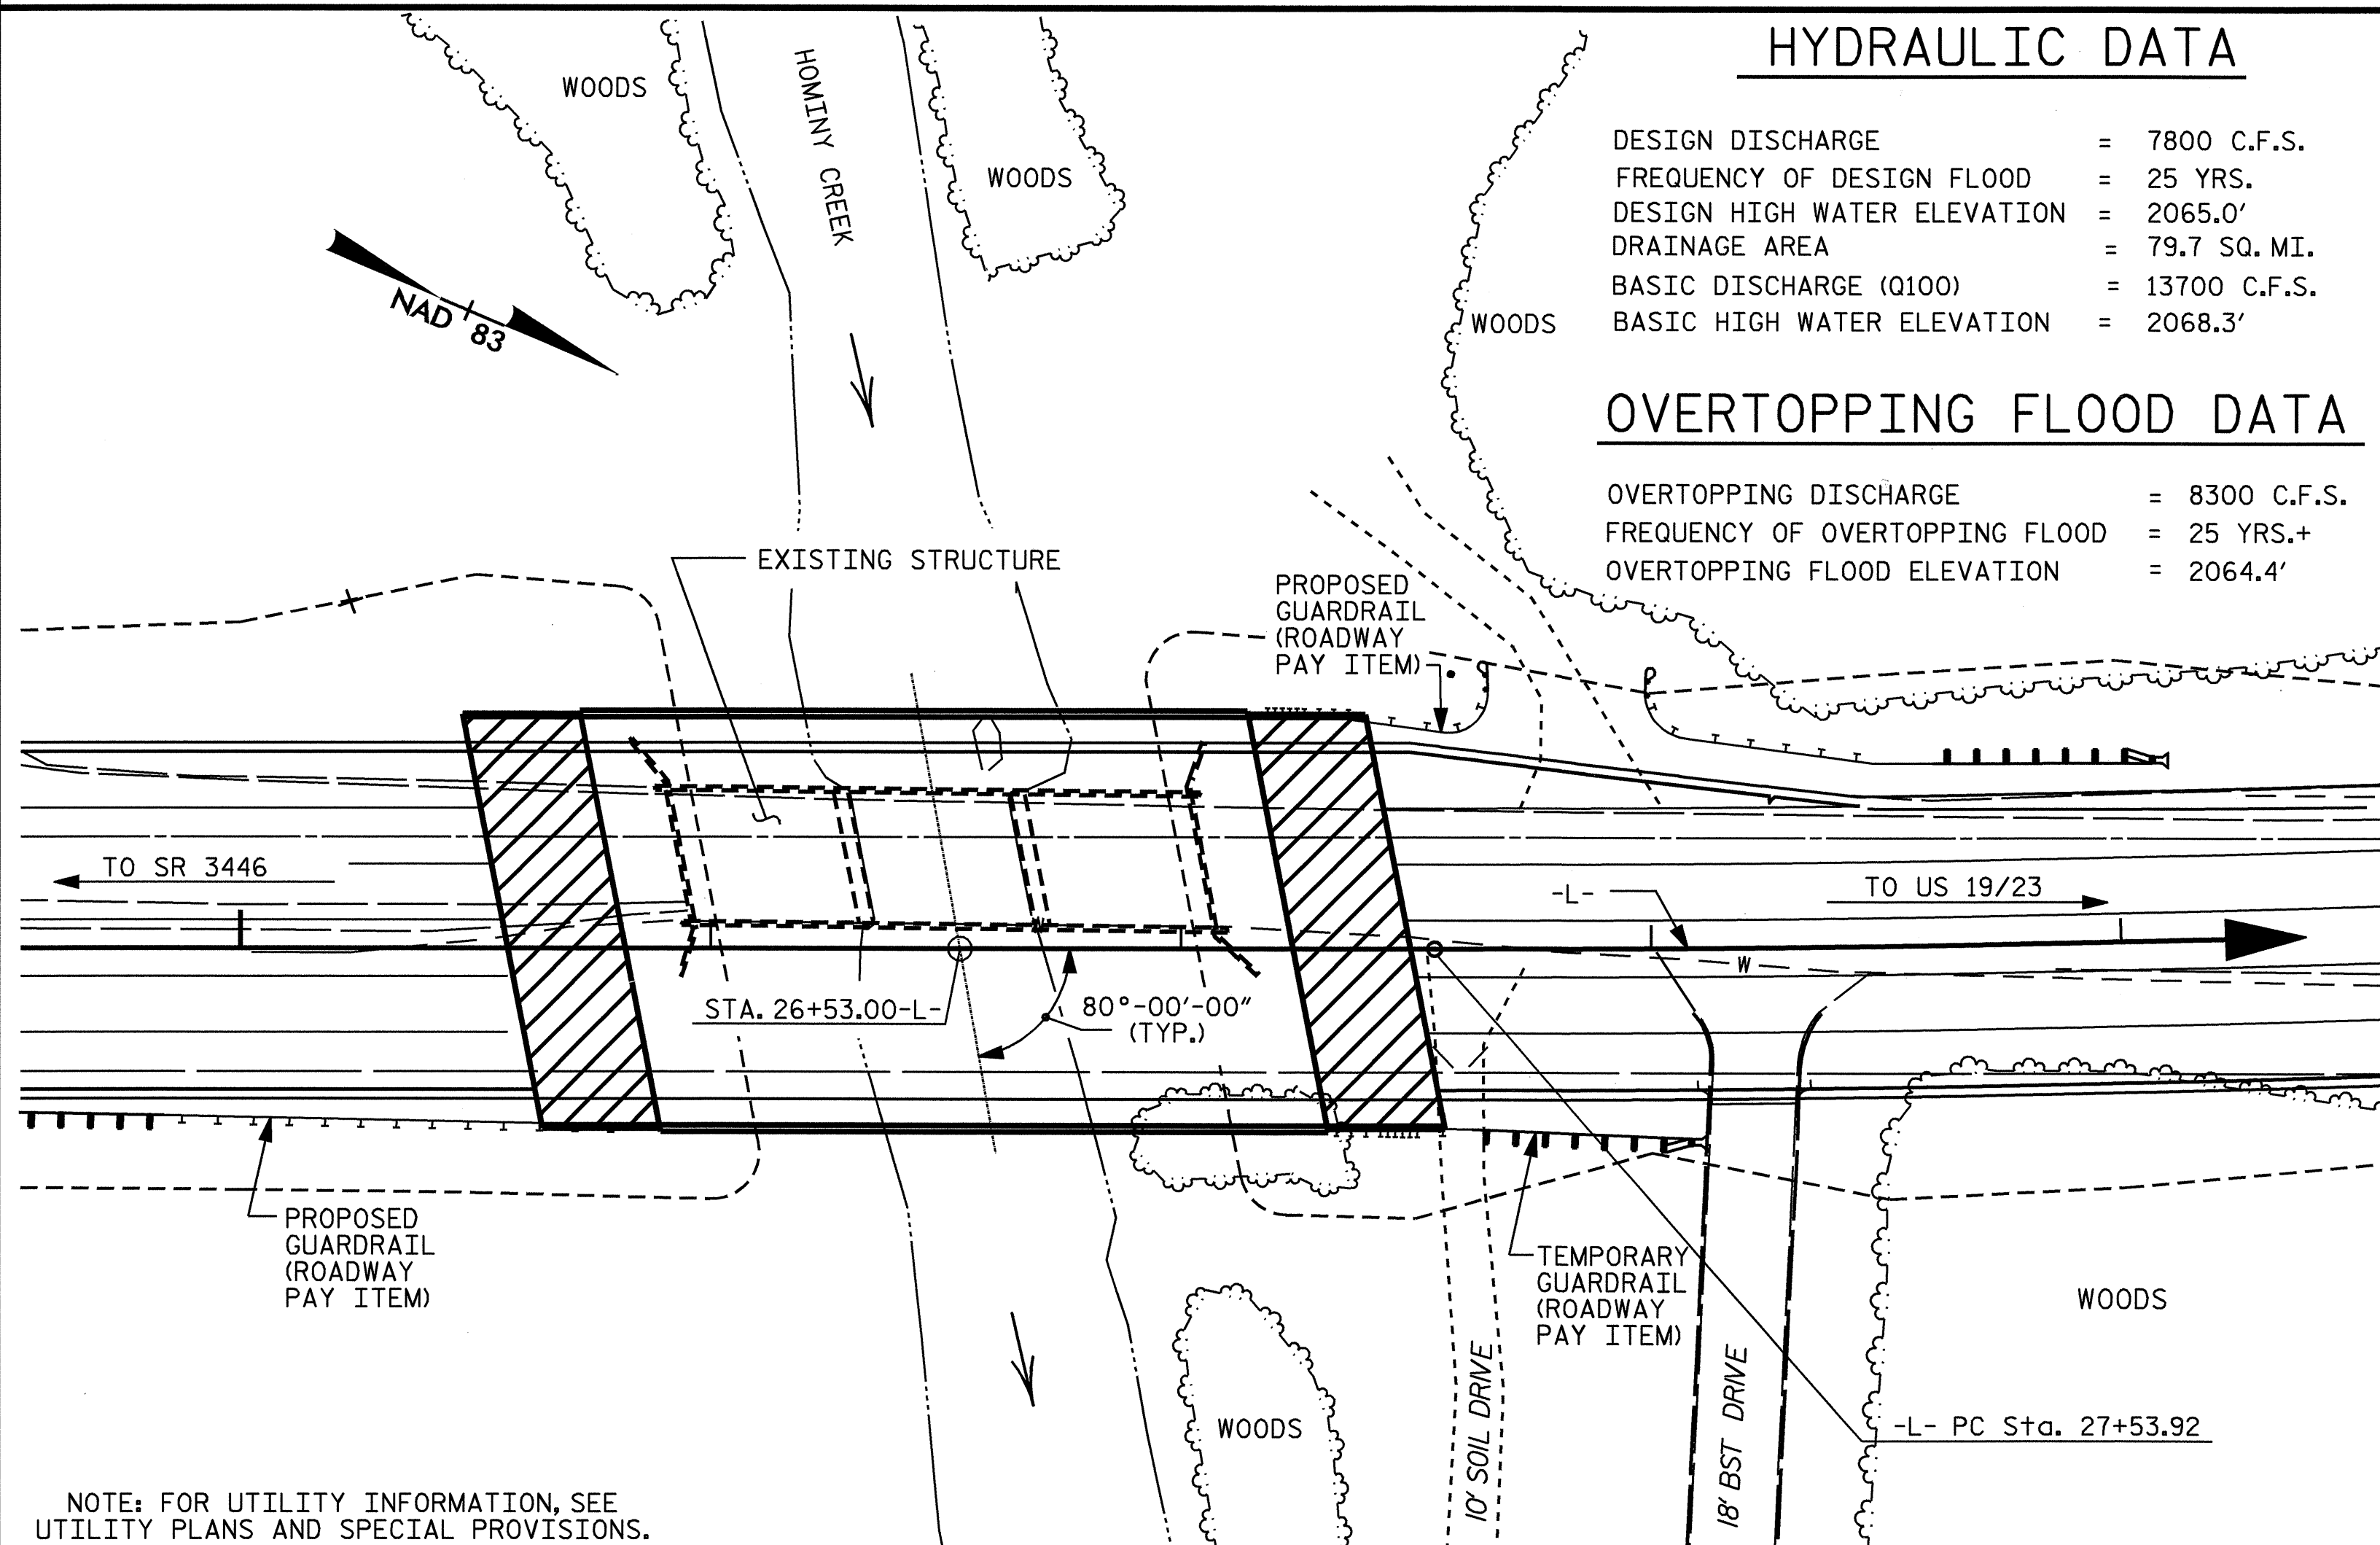 HYDRAULIC DATA
DESIGN DISCHARGE = 7800 C.F.S.
FREQUENCY OF DESIGN FLOOD = 25 YRS.
DESIGN HIGH WATER ELEVATION = 2065.0'
DRAINAGE AREA = 79.7 SQ. MI.
BASIC DISCHARGE (Q100) = 13700 C.F.S.
BASIC HIGH WATER ELEVATION = 2068.3'
OVERTOPPING FLOOD DATA
OVERTOPPING DISCHARGE = 8300 C.F.S.
FREQUENCY OF OVERTOPPING FLOOD = 25 YRS.+
OVERTOPPING FLOOD ELEVATION = 2064.4'
WOODS
HOMINY CREEK
WOODS
WOODS
NAD 83
EXISTING STRUCTURE
PROPOSED
GUARDRAIL
(ROADWAY
PAY ITEM)
TO SR 3446
-L-
TO US 19/23
W
STA. 26+53.00-L-
80°-00'-00"
(TYP.)
PROPOSED
GUARDRAIL
(ROADWAY
PAY ITEM)
TEMPORARY
GUARDRAIL
(ROADWAY
PAY ITEM)
WOODS
WOODS
10' SOIL DRIVE
18' BST DRIVE
-L- PC Sta. 27+53.92
NOTE: FOR UTILITY INFORMATION, SEE
UTILITY PLANS AND SPECIAL PROVISIONS.